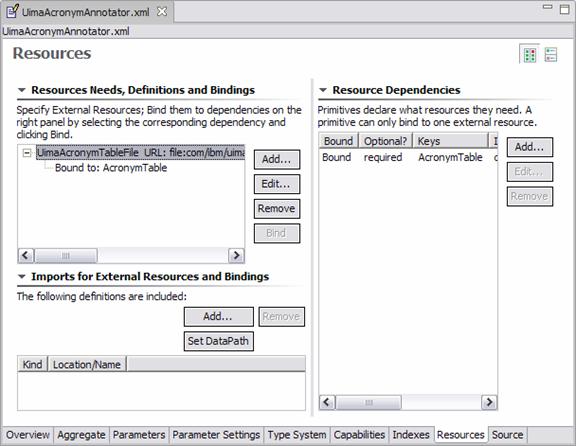 UimaAcronymAnnotator.xml
UimaAcronymAnnotator.xml
Resources
Resources Needs, Definitions and Bindings
Specify External Resources; Bind them to dependencies on the
right panel by selecting the corresponding dependency and
clicking Bind.
UimaAcronymTableFile URL: file:com/ibm/uima
Bound to: AcronymTable
Add...
Edit...
Remove
Bind
Imports for External Resources and Bindings
The following definitions are included:
Add...
Remove
Set DataPath
Kind Location/Name
Resource Dependencies
Primitives declare what resources they need. A
primitive can only bind to one external resource.
Bound Optional? Keys
Bound required AcronymTable
Add...
Edit...
Remove
Overview Aggregate Parameters Parameter Settings Type System Capabilities Indexes Resources Source